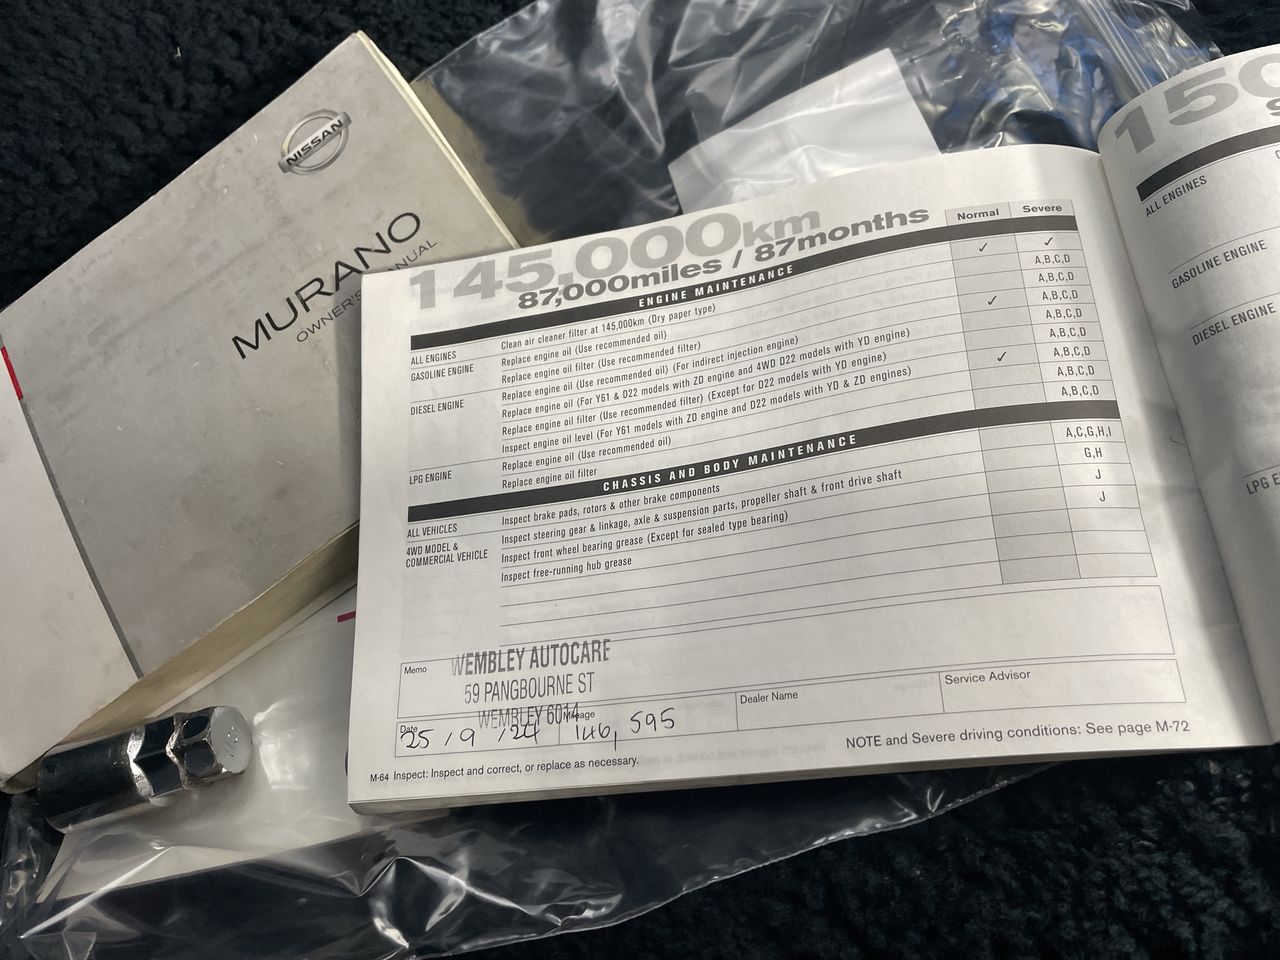 NISSAN
MURANO
OWNER'S MANUAL
145,000km
87,000miles / 87months
Normal Severe
ENGINE MAINTENANCE
ALL ENGINES Clean air cleaner filter at 145,000km (Dry paper type) ✓ ✓
GASOLINE ENGINE Replace engine oil (Use recommended oil) A,B,C,D
Replace engine oil filter (Use recommended filter) A,B,C,D
DIESEL ENGINE Replace engine oil (Use recommended oil) (For indirect injection engine) ✓ A,B,C,D
Replace engine oil (For Y61 & D22 models with ZD engine and 4WD D22 models with YD engine) A,B,C,D
Replace engine oil filter (Use recommended filter) (Except for D22 models with YD engine) A,B,C,D
Inspect engine oil level (For Y61 models with ZD engine and D22 models with YD & ZD engines) ✓ A,B,C,D
LPG ENGINE Replace engine oil (Use recommended oil) A,B,C,D
Replace engine oil filter A,B,C,D
CHASSIS AND BODY MAINTENANCE
ALL VEHICLES Inspect brake pads, rotors & other brake components A,C,G,H,I
Inspect steering gear & linkage, axle & suspension parts, propeller shaft & front drive shaft G,H
4WD MODEL & Inspect front wheel bearing grease (Except for sealed type bearing) J
COMMERCIAL VEHICLE Inspect free-running hub grease J
Memo
WEMBLEY AUTOCARE
59 PANGBOURNE ST
WEMBLEY 6014
Date 25/9/24
Mileage 146,595
Dealer Name
Service Advisor
M-64 Inspect: Inspect and correct, or replace as necessary.
NOTE and Severe driving conditions: See page M-72
150
ALL ENGINES
GASOLINE ENGINE
DIESEL ENGINE
LPG E